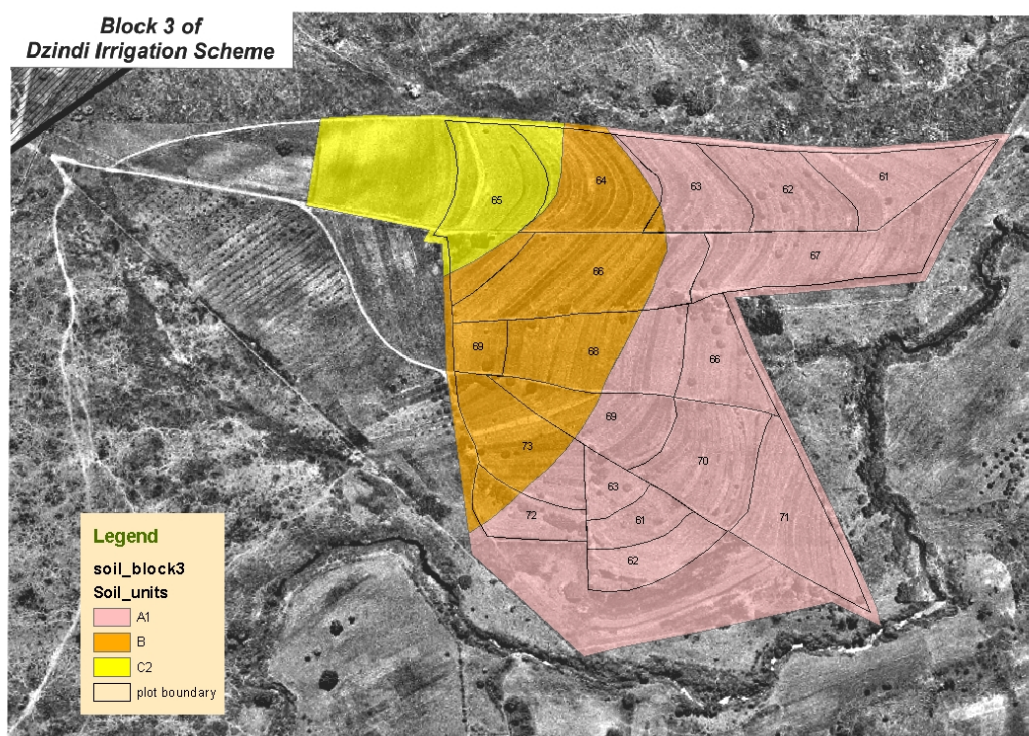 Block 3 of
Dzindi Irrigation Scheme
65
64
63
62
61
66
67
69
68
66
69
73
70
63
72
61
71
62
Legend
soil_block3
Soil_units
A1
B
C2
plot boundary